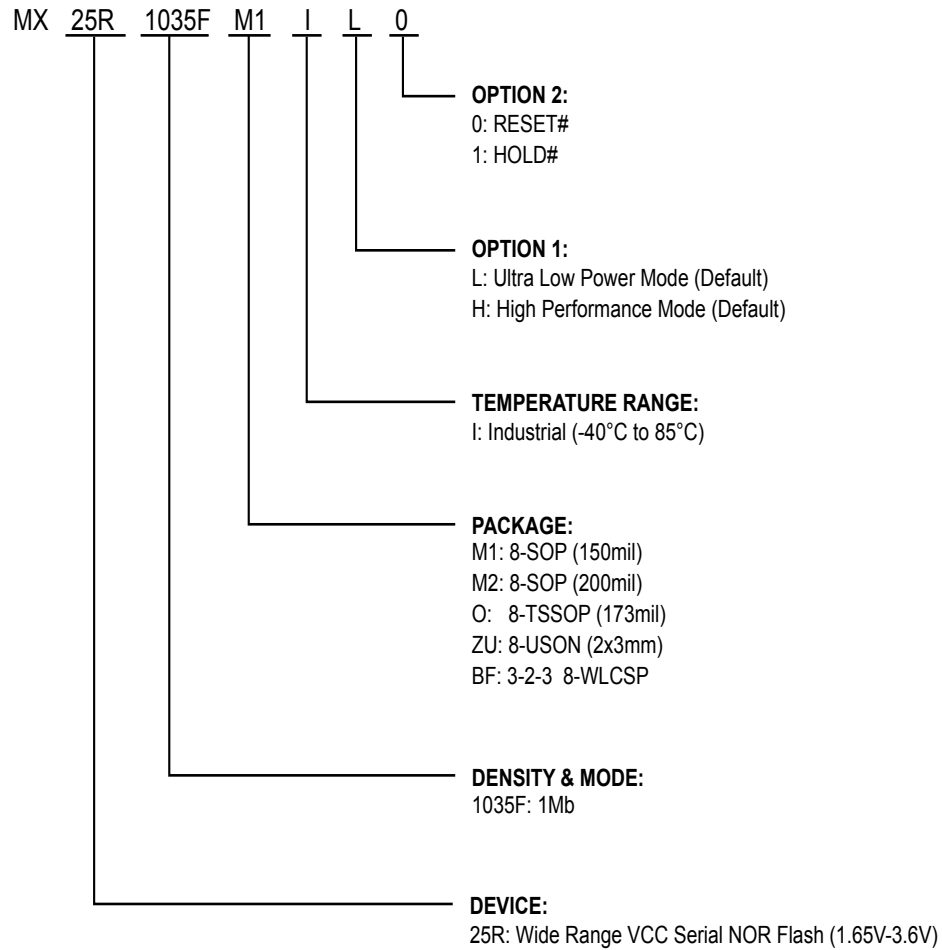 MX 25R 1035F M1 I L 0
OPTION 2:
0: RESET#
1: HOLD#
OPTION 1:
L: Ultra Low Power Mode (Default)
H: High Performance Mode (Default)
TEMPERATURE RANGE:
I: Industrial (-40°C to 85°C)
PACKAGE:
M1: 8-SOP (150mil)
M2: 8-SOP (200mil)
O: 8-TSSOP (173mil)
ZU: 8-USON (2x3mm)
BF: 3-2-3 8-WLCSP
DENSITY & MODE:
1035F: 1Mb
DEVICE:
25R: Wide Range VCC Serial NOR Flash (1.65V-3.6V)